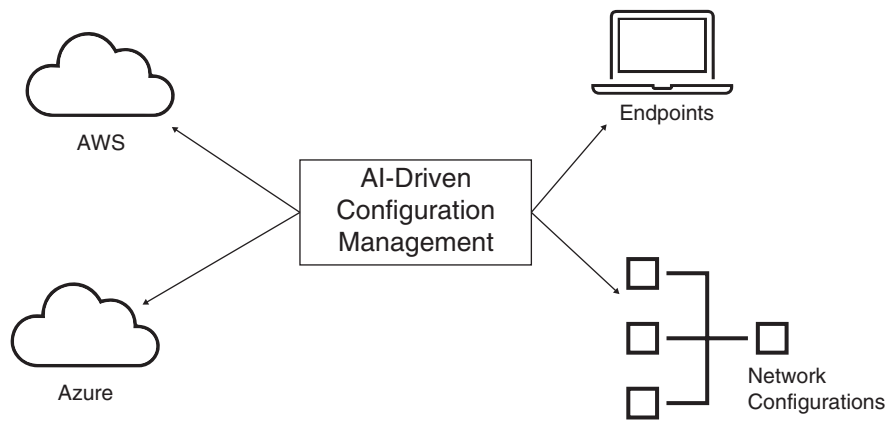 AWS
Endpoints
AI-Driven
Configuration
Management
Azure
Network
Configurations